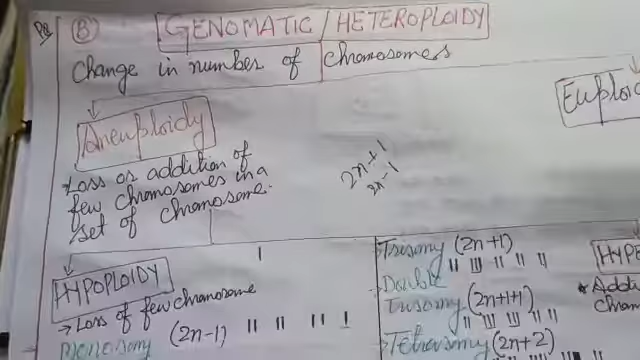 (B) GENOMATIC/HETEROPLOIDY
Change in number of chromosomes
Aneuploidy
Euploid
Loss or addition of
few chromosomes in a
set of chromosome.
2n+1
2n-1
HYPOPLOIDY
→ Loss of few chromosome
Monosomy (2n-1)
Trisomy (2n+1)
Double
Trisomy (2n+1+1)
Tetrasomy (2n+2)
HYPE
Addi
Chrom